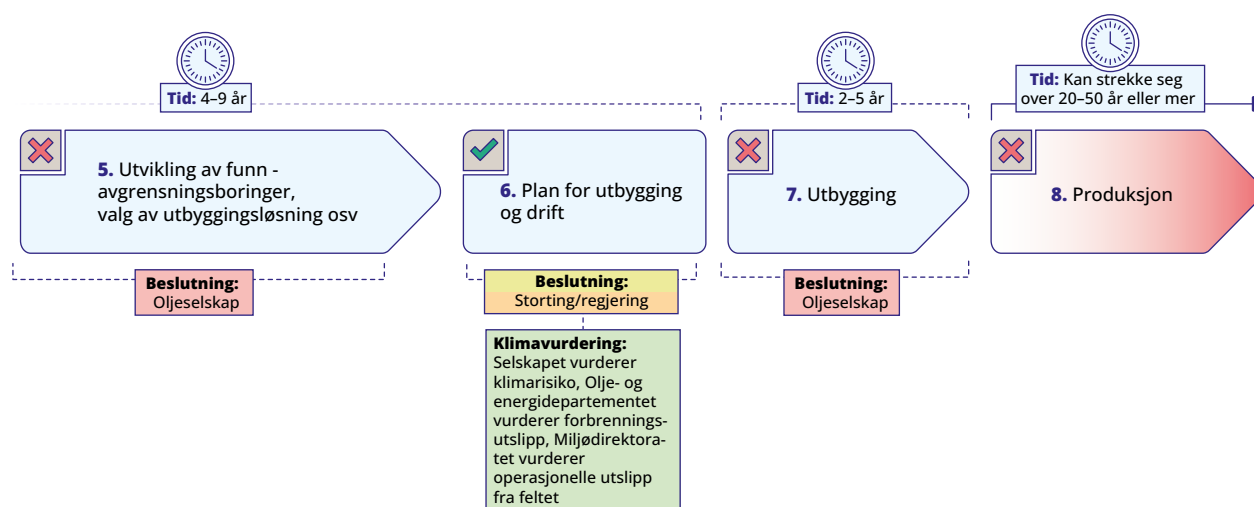 Tid: 4–9 år
Tid: 2–5 år
Tid: Kan strekke seg
over 20–50 år eller mer
5. Utvikling av funn -
avgrensningsboringer,
valg av utbyggingsløsning osv
6. Plan for utbygging
og drift
7. Utbygging
8. Produksjon
Beslutning:
Oljeselskap
Beslutning:
Storting/regjering
Beslutning:
Oljeselskap
Klimavurdering:
Selskapet vurderer
klimarisiko, Olje- og
energidepartementet
vurderer forbrennings-
utslipp, Miljødirektora-
tet vurderer
operasjonelle utslipp
fra feltet